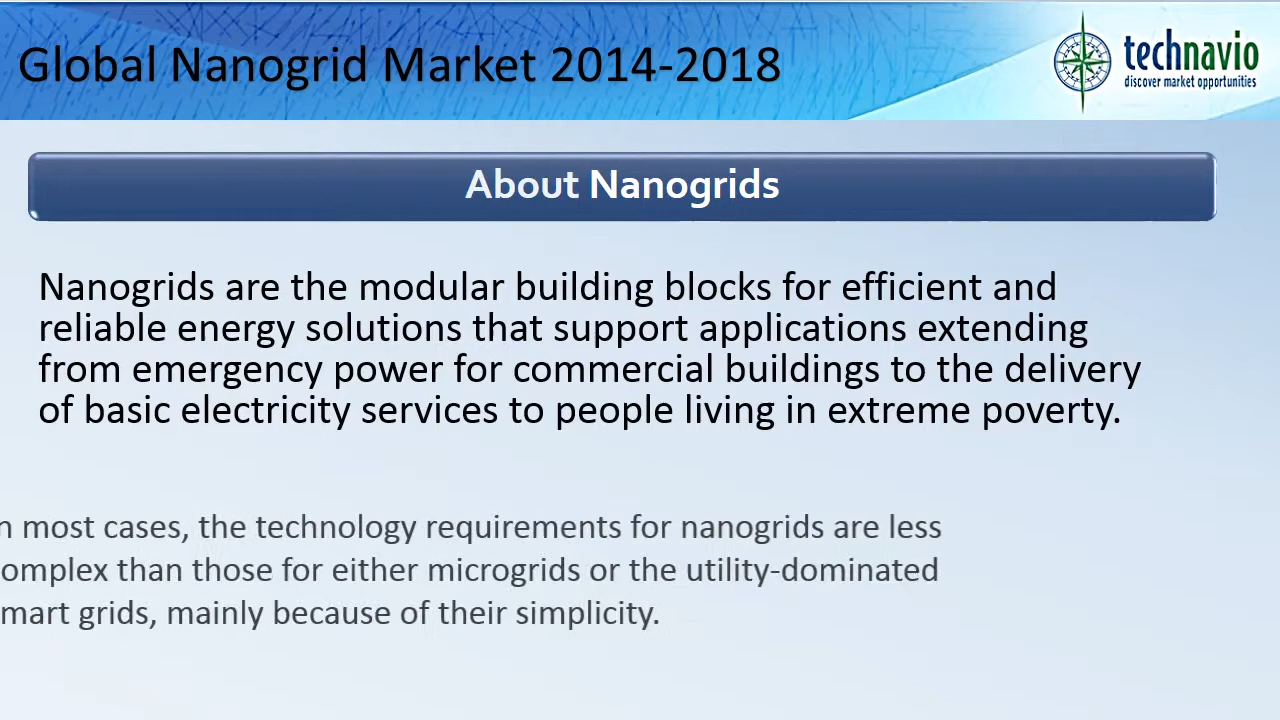 Global Nanogrid Market 2014-2018
technavio
discover market opportunities
About Nanogrids
Nanogrids are the modular building blocks for efficient and
reliable energy solutions that support applications extending
from emergency power for commercial buildings to the delivery
of basic electricity services to people living in extreme poverty.
n most cases, the technology requirements for nanogrids are less
omplex than those for either microgrids or the utility-dominated
mart grids, mainly because of their simplicity.